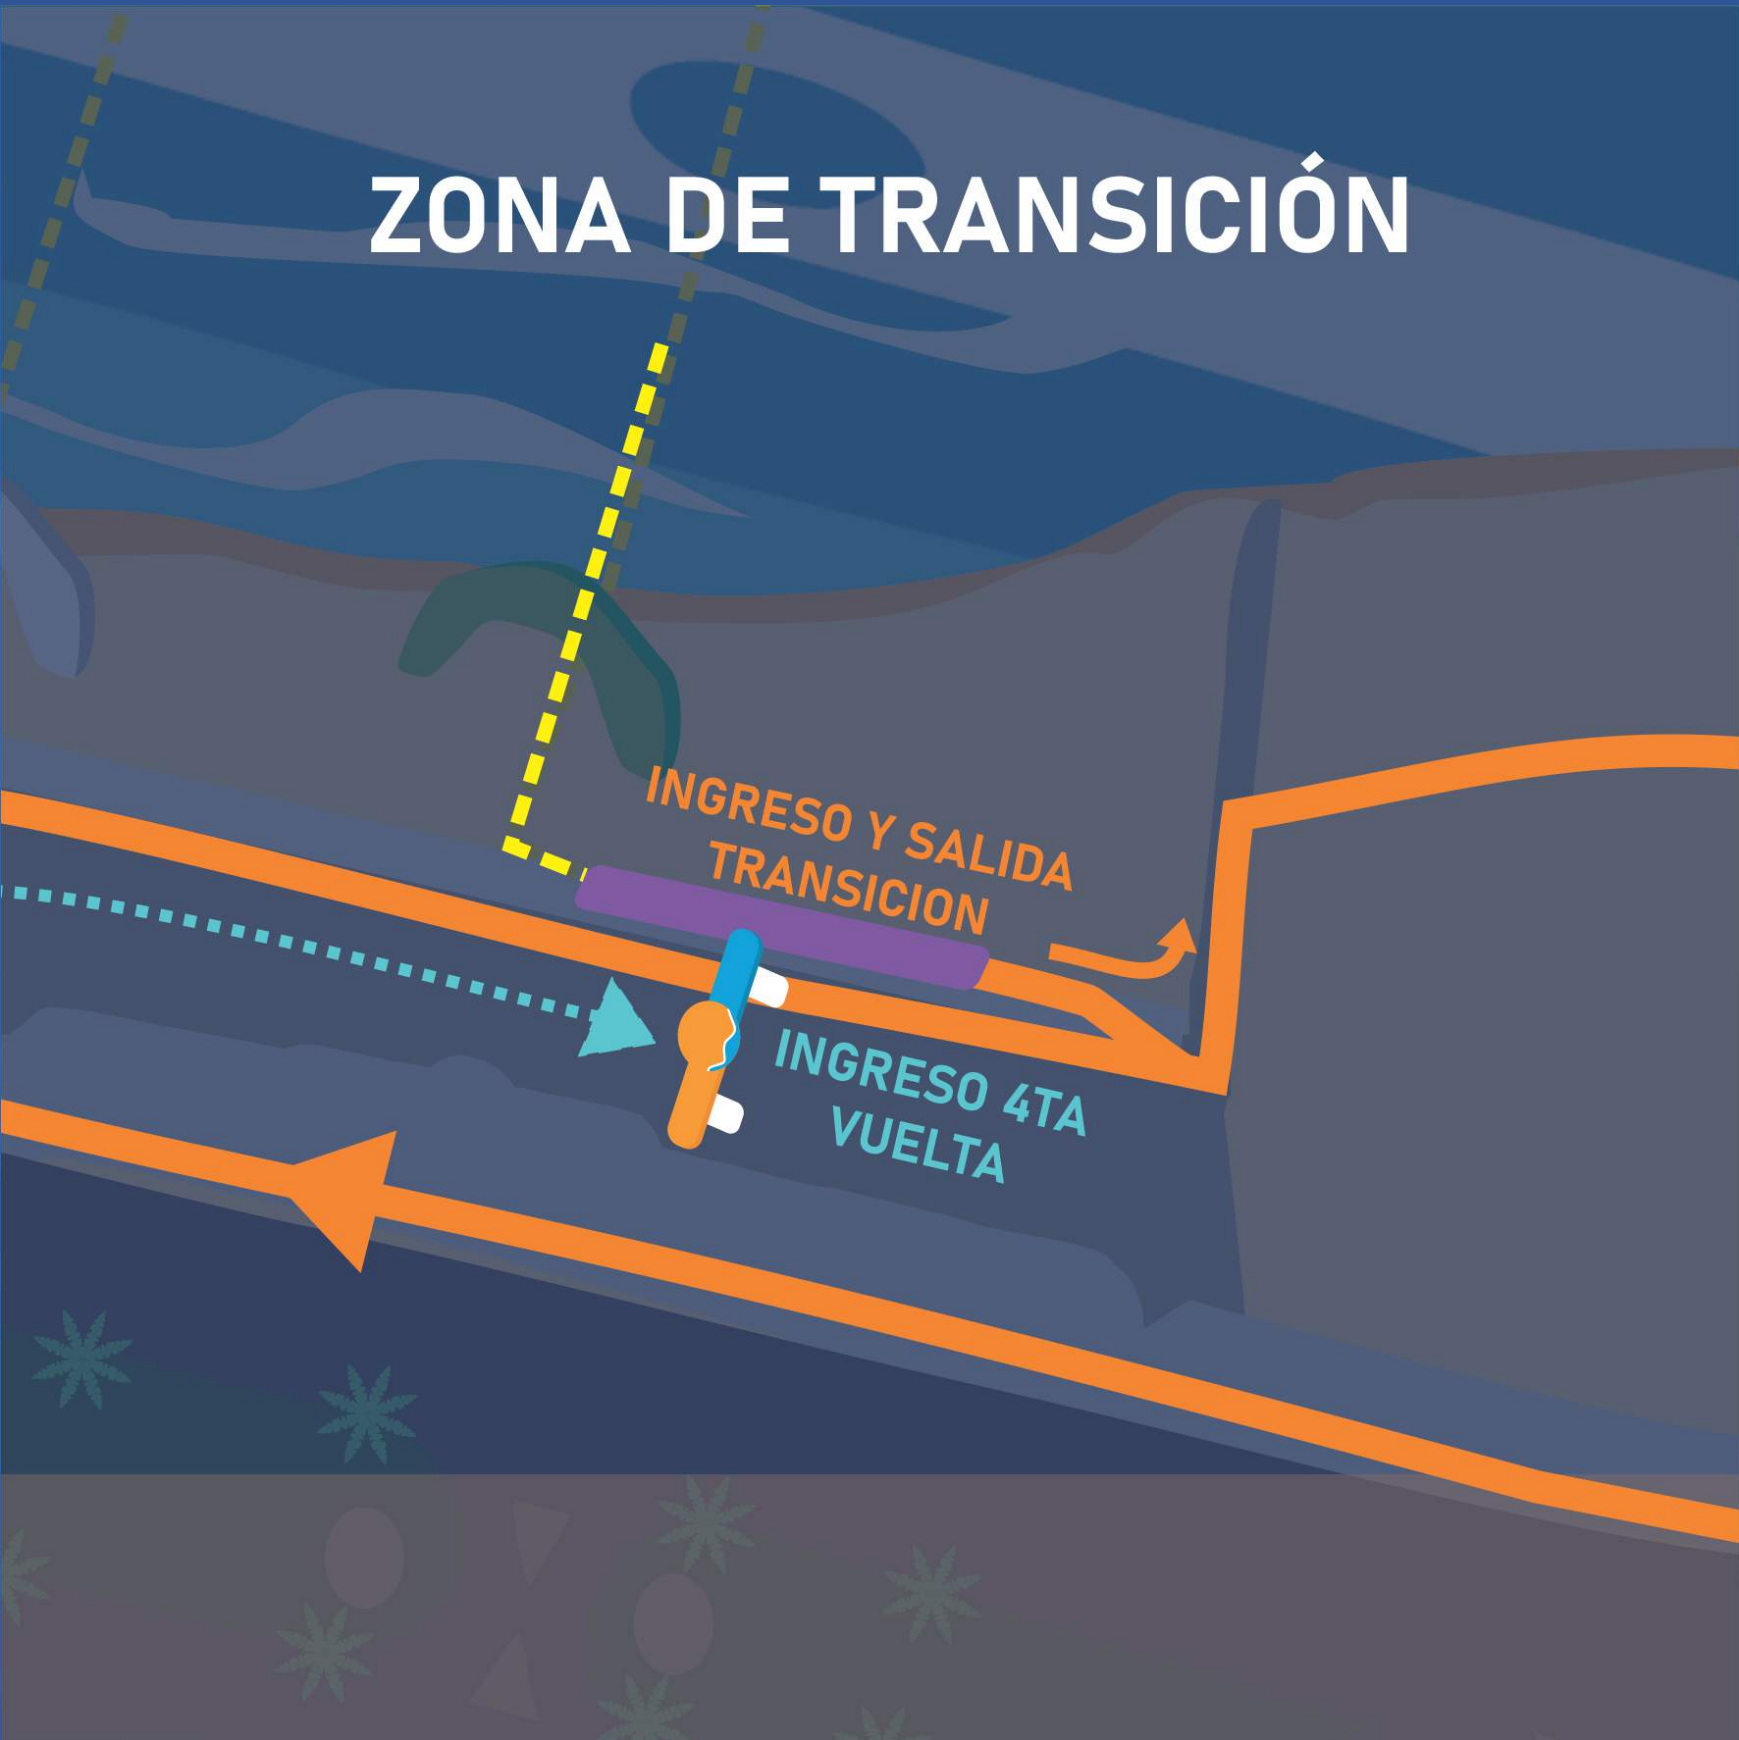 ZONA DE TRANSICIÓN
INGRESO Y SALIDA
TRANSICION
INGRESO 4TA
VUELTA